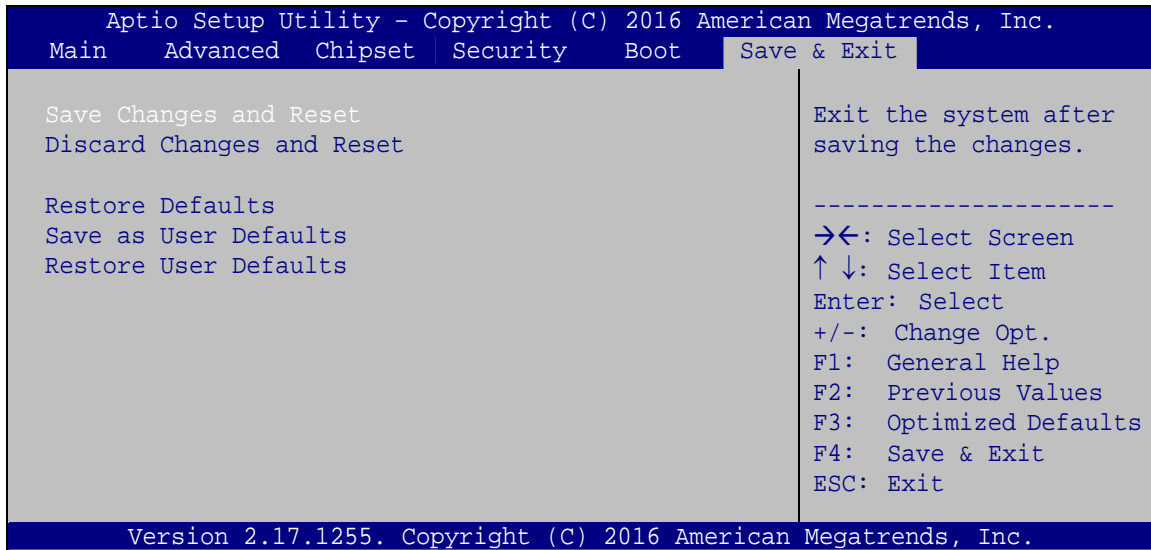 Aptio Setup Utility – Copyright (C) 2016 American Megatrends, Inc.
Main Advanced Chipset Security Boot Save & Exit
Save Changes and Reset
Discard Changes and Reset
Restore Defaults
Save as User Defaults
Restore User Defaults
Exit the system after
saving the changes.
---------------------
→←: Select Screen
↑ ↓: Select Item
Enter: Select
+/-: Change Opt.
F1: General Help
F2: Previous Values
F3: Optimized Defaults
F4: Save & Exit
ESC: Exit
Version 2.17.1255. Copyright (C) 2016 American Megatrends, Inc.